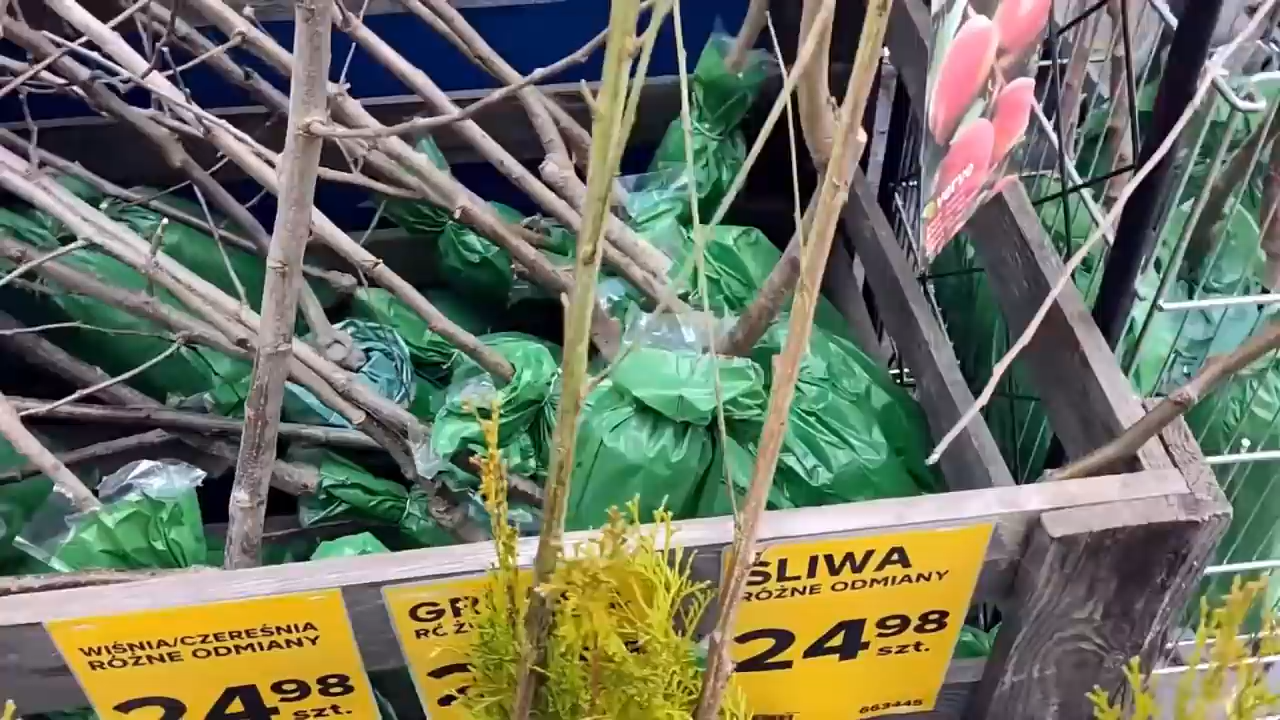 WIŚNIA/CZEREŚNIA
RÓŻNE ODMIANY
24 98
szt.
ŚLIWA
RÓŻNE ODMIANY
24 98
szt.
663445